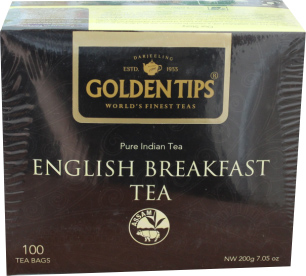 DARJEELING
ESTD. 1933
GOLDEN TIPS®
WORLD'S FINEST TEAS
Pure Indian Tea
ENGLISH BREAKFAST
TEA
ASSAM
100
TEA BAGS
NW 200g 7.05 oz